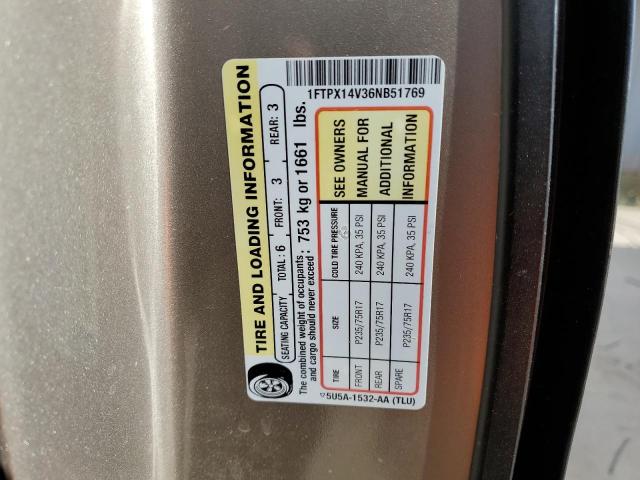 1FTPX14V36NB51769
TIRE AND LOADING INFORMATION
SEATING CAPACITY TOTAL: 6 FRONT: 3 REAR: 3
The combined weight of occupants
and cargo should never exceed: 753 kg or 1661 lbs.
TIRE SIZE COLD TIRE PRESSURE SEE OWNERS
FRONT P235/75R17 240 KPA, 35 PSI MANUAL FOR
REAR P235/75R17 240 KPA, 35 PSI ADDITIONAL
SPARE P235/75R17 240 KPA, 35 PSI INFORMATION
5U5A-1532-AA (TLU)